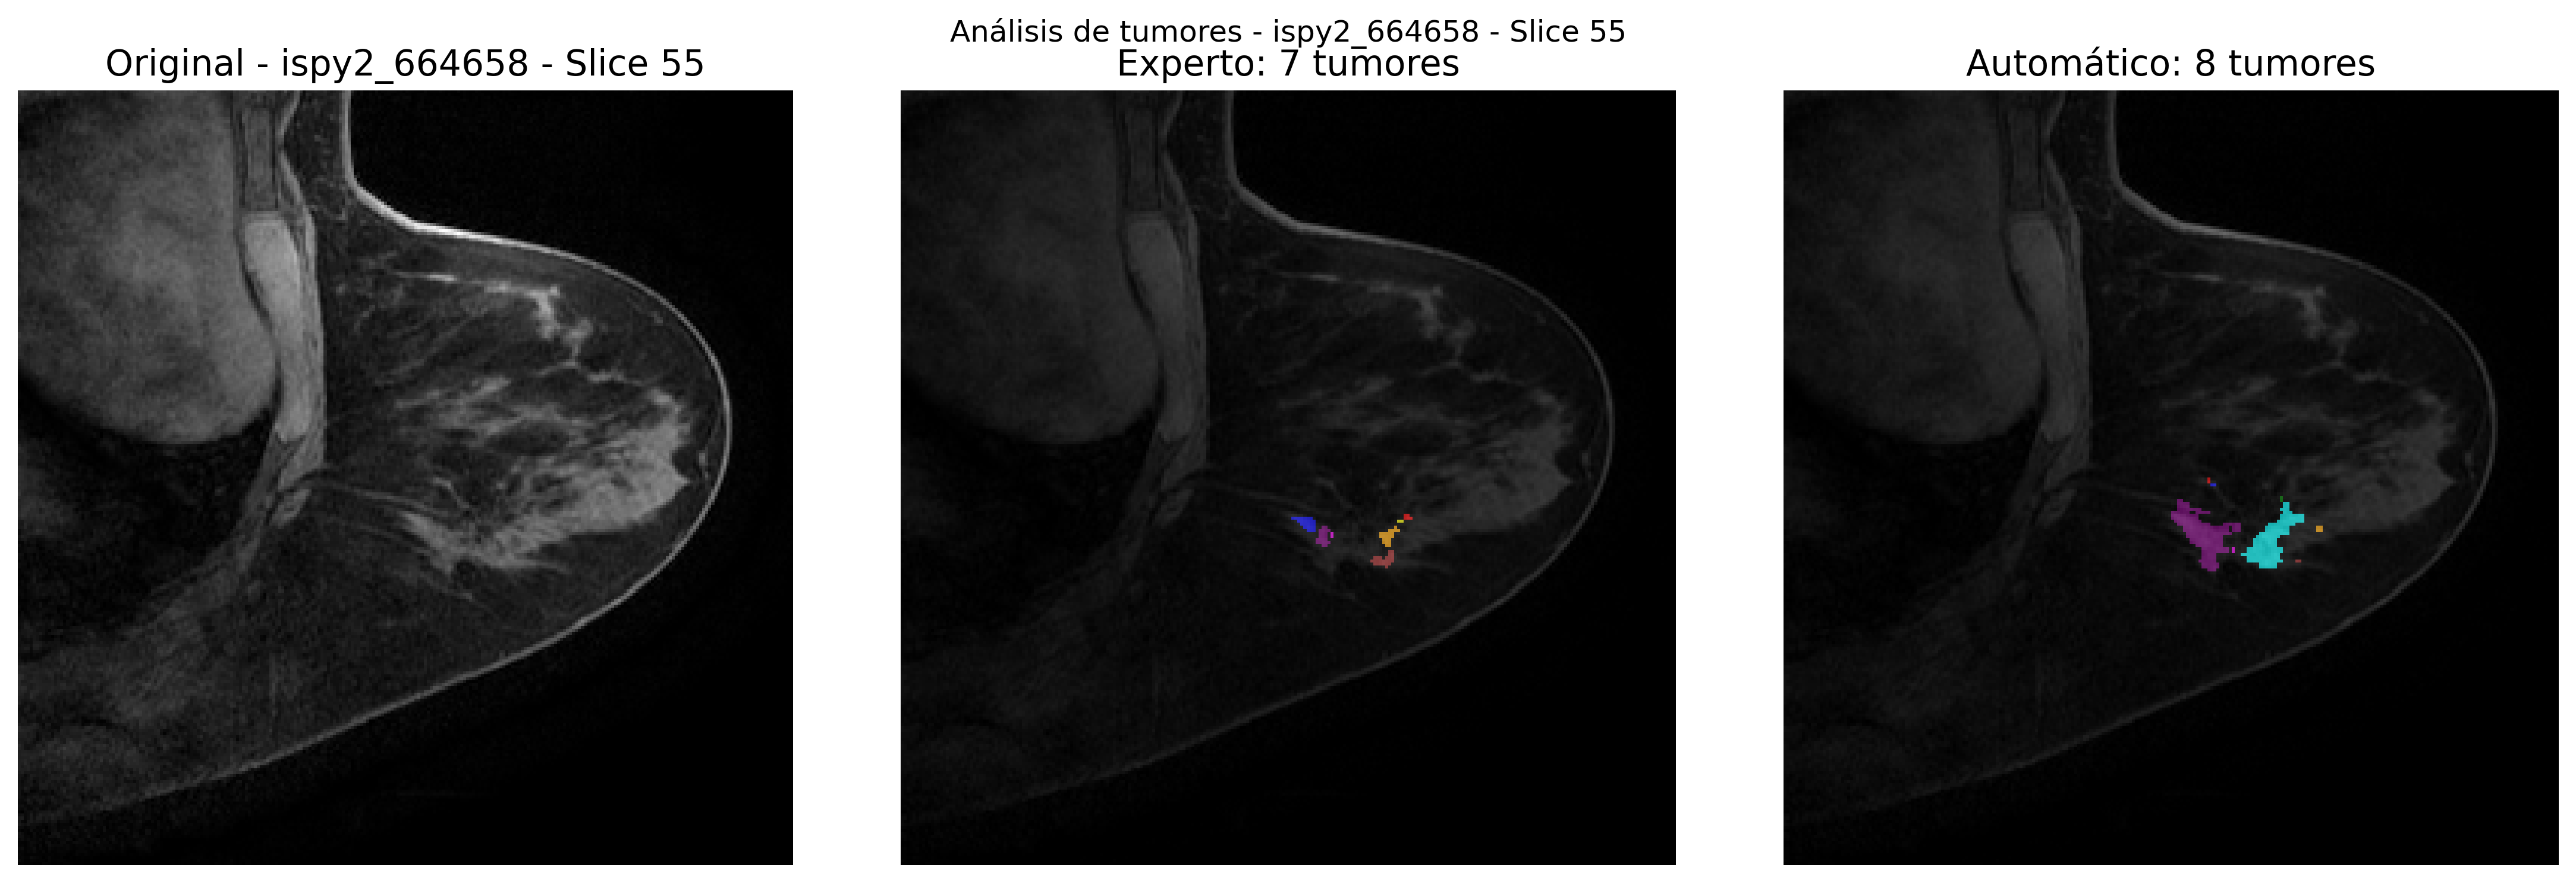 Análisis de tumores - ispy2_664658 - Slice 55
Original - ispy2_664658 - Slice 55
Experto: 7 tumores
Automático: 8 tumores